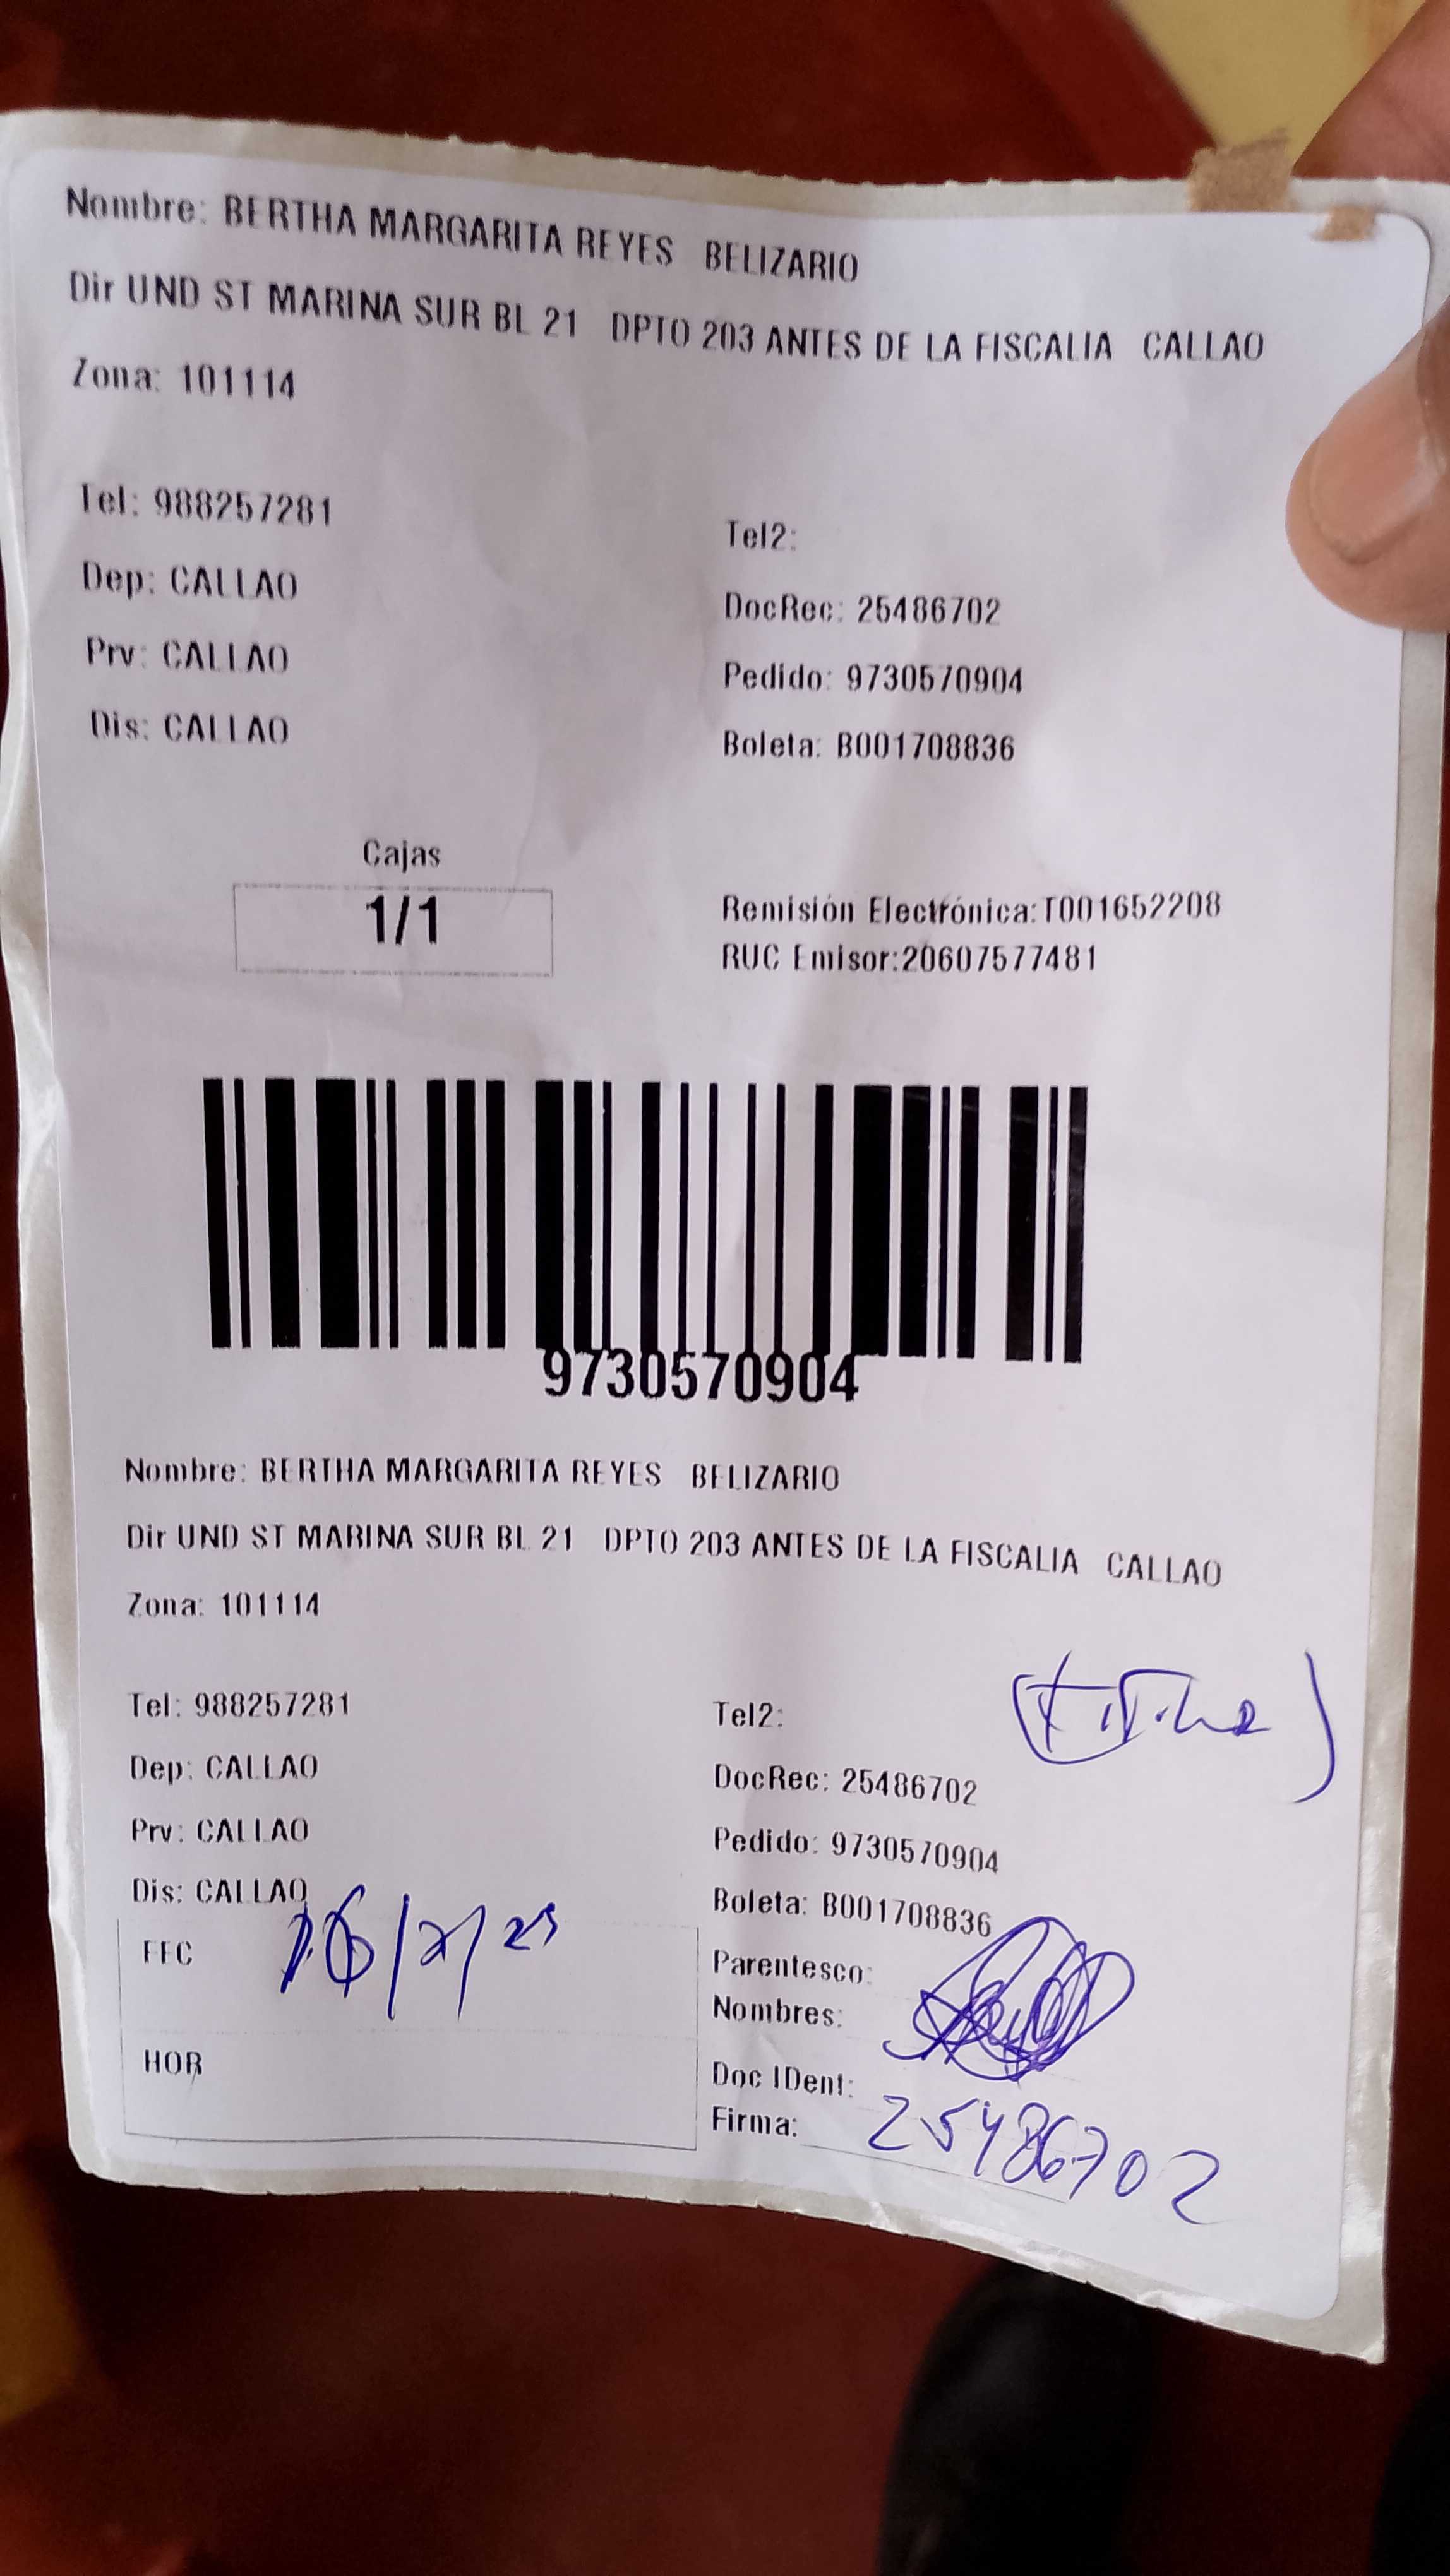 Nombre: BERTHA MARGARITA REYES BELIZARIO
Dir UND ST MARINA SUR BL 21 DPTO 203 ANTES DE LA FISCALIA CALLAO
Zona: 101114
Tel: 988257281
Tel2:
Dep: CALLAO
DocRec: 25486702
Prv: CALLAO
Pedido: 9730570904
Dis: CALLAO
Boleta: B001708836
Cajas
1/1
Remisión Electrónica:T001652208
RUC Emisor:20607577481
9730570904
Nombre: BERTHA MARGARITA REYES BELIZARIO
Dir UND ST MARINA SUR BL 21 DPTO 203 ANTES DE LA FISCALIA CALLAO
Zona: 101114
Tel: 988257281
Tel2:
Dep: CALLAO
DocRec: 25486702
Prv: CALLAO
Pedido: 9730570904
Dis: CALLAO
Boleta: B001708836
FFC
Parentesco:
Nombres:
HOR
Doc IDent:
Firma: 25486702